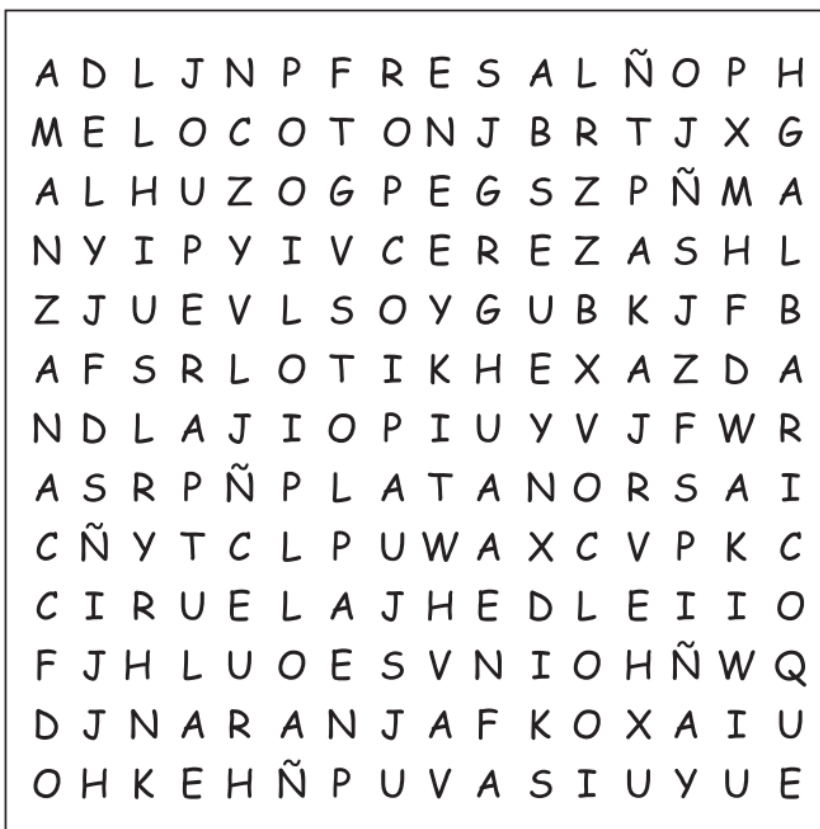 A D L J N P F R E S A L Ñ O P H
M E L O C O T O N J B R T J X G
A L H U Z O G P E G S Z P Ñ M A
N Y I P Y I V C E R E Z A S H L
Z J U E V L S O Y G U B K J F B
A F S R L O T I K H E X A Z D A
N D L A J I O P I U Y V J F W R
A S R P Ñ P L A T A N O R S A I
C Ñ Y T C L P U W A X C V P K C
C I R U E L A J H E D L E I I O
F J H L U O E S V N I O H Ñ W Q
D J N A R A N J A F K O X A I U
O H K E H Ñ P U V A S I U Y U E